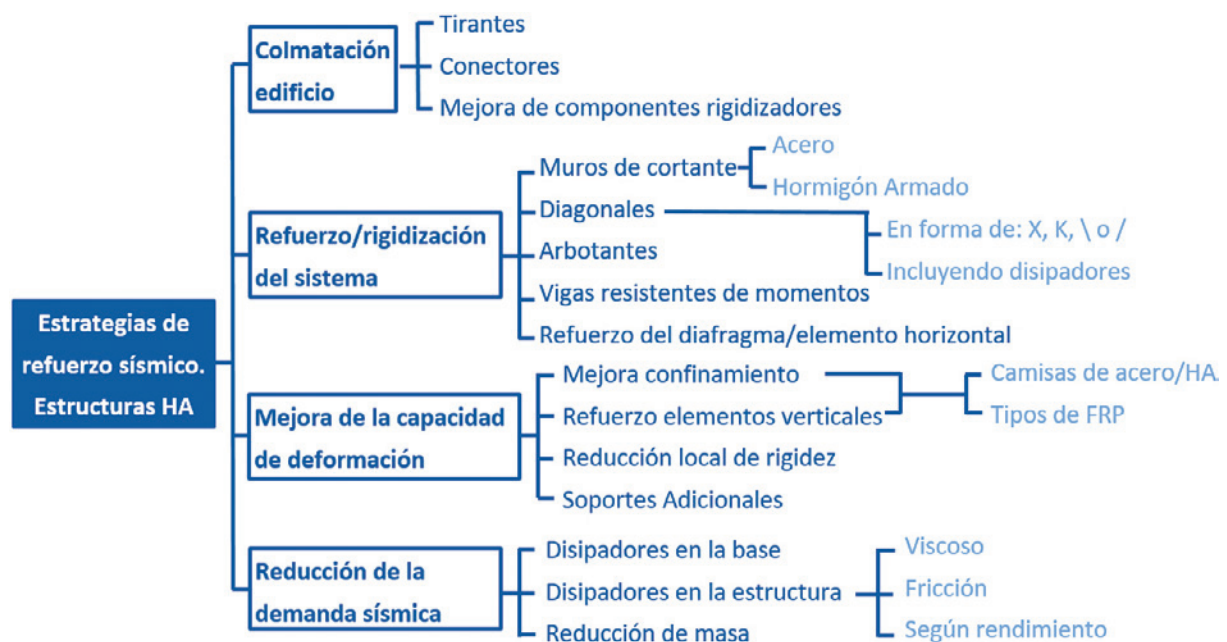 Estrategias de
refuerzo sísmico.
Estructuras HA
Colmatación
edificio
Tirantes
Conectores
Mejora de componentes rigidizadores
Refuerzo/rigidización
del sistema
Muros de cortante
Acero
Hormigón Armado
Diagonales
En forma de: X, K, \ o /
Incluyendo disipadores
Arbotantes
Vigas resistentes de momentos
Refuerzo del diafragma/elemento horizontal
Mejora de la capacidad
de deformación
Mejora confinamiento
Refuerzo elementos verticales
Camisas de acero/HA.
Tipos de FRP
Reducción local de rigidez
Soportes Adicionales
Reducción de la
demanda sísmica
Disipadores en la base
Disipadores en la estructura
Viscoso
Fricción
Según rendimiento
Reducción de masa